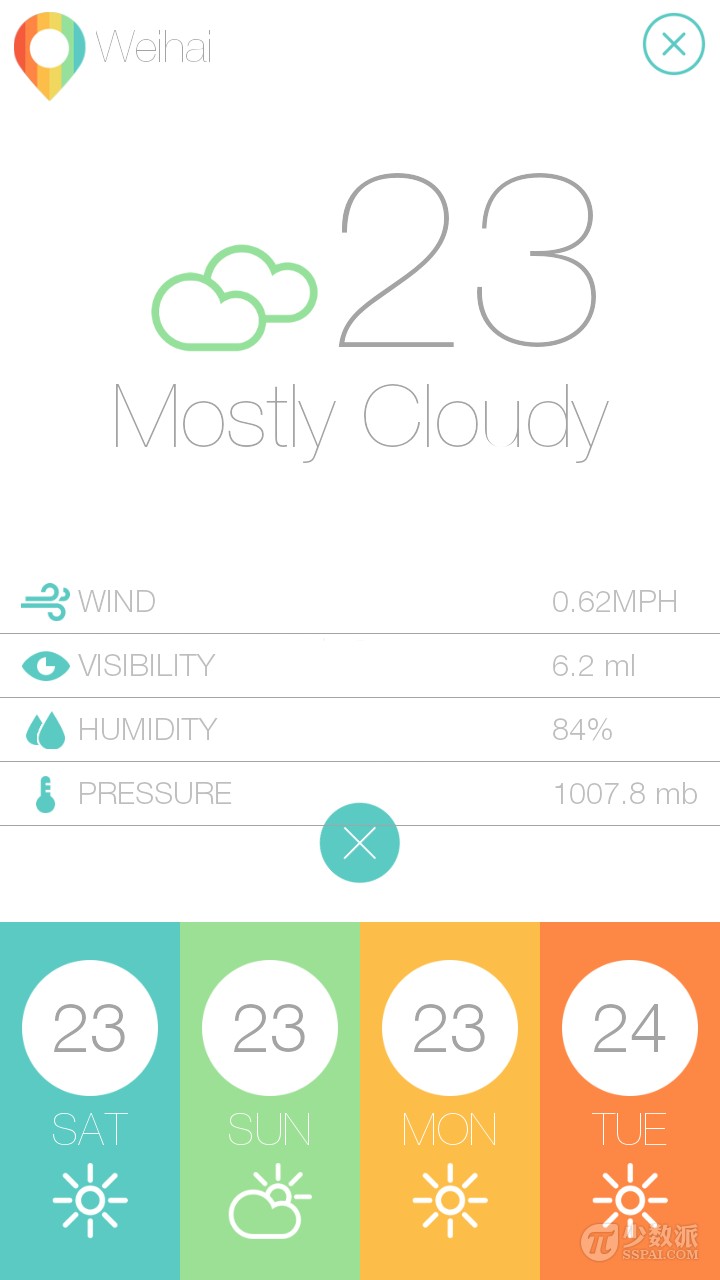 Weihai
23
Mostly Cloudy
WIND 0.62MPH
VISIBILITY 6.2 ml
HUMIDITY 84%
PRESSURE 1007.8 mb
23 23 23 24
SAT SUN MON TUE
π 少数派
SSPAI.COM